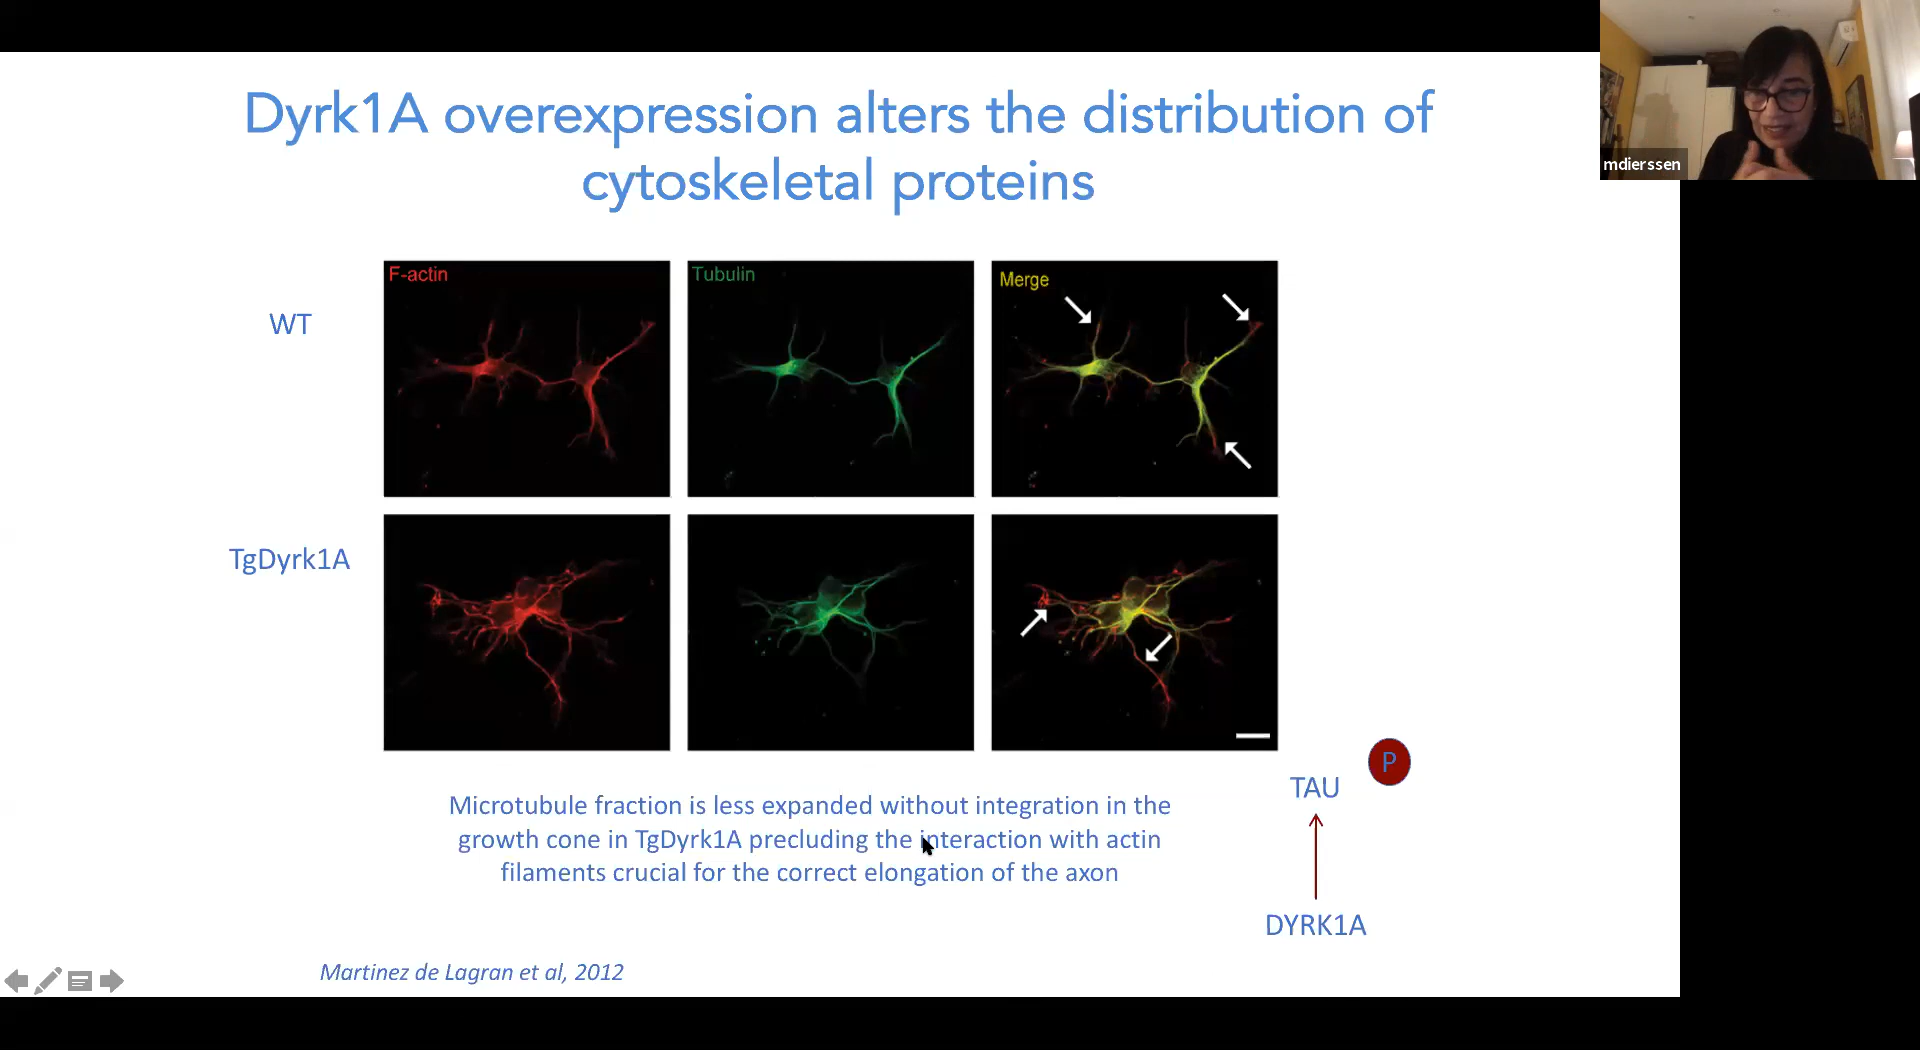 Dyrk1A overexpression alters the distribution of
cytoskeletal proteins
mdierssen
F-actin
Tubulin
Merge
WT
TgDyrk1A
Microtubule fraction is less expanded without integration in the
growth cone in TgDyrk1A precluding the interaction with actin
filaments crucial for the correct elongation of the axon
P
TAU
DYRK1A
Martinez de Lagran et al, 2012